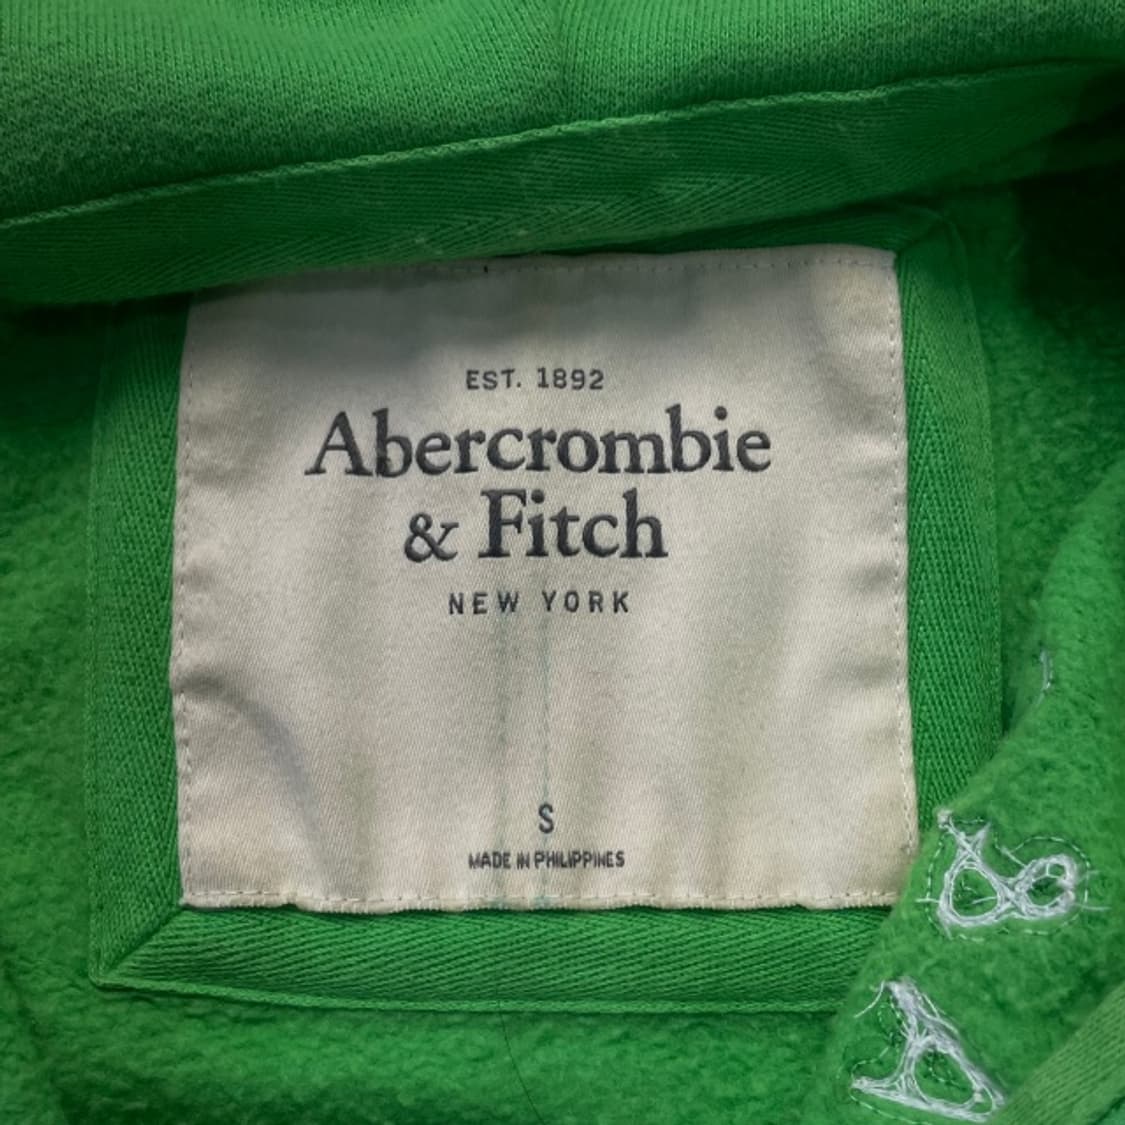 EST. 1892
Abercrombie
& Fitch
NEW YORK
S
MADE IN PHILIPPINES